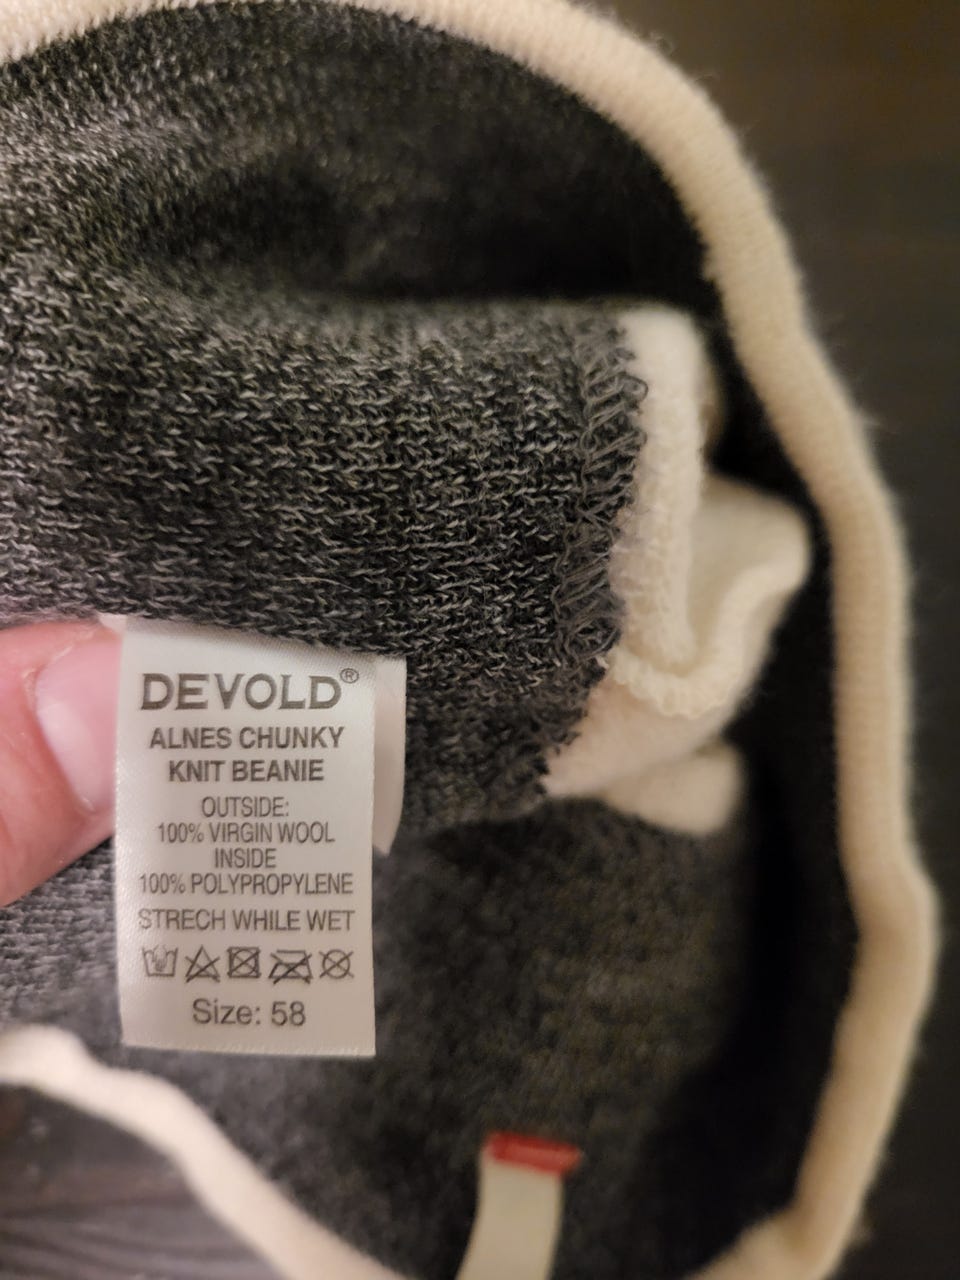 DEVOLD®
ALNES CHUNKY
KNIT BEANIE
OUTSIDE:
100% VIRGIN WOOL
INSIDE
100% POLYPROPYLENE
STRECH WHILE WET
Size: 58